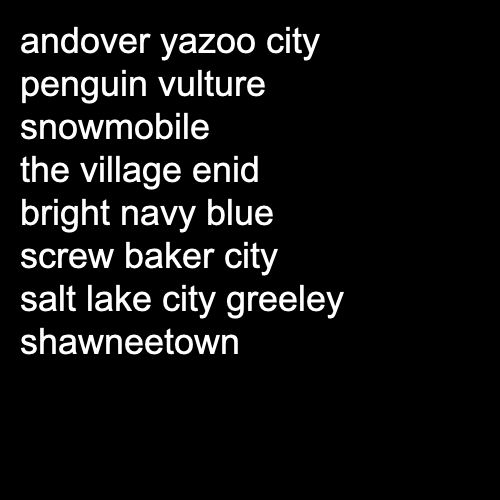 andover yazoo city
penguin vulture
snowmobile
the village enid
bright navy blue
screw baker city
salt lake city greeley
shawneetown